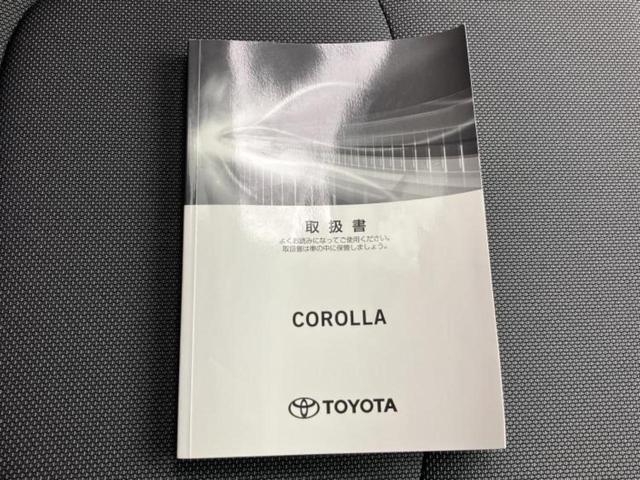 取扱書
よくお読みになってご使用ください。
取扱書は車の中に保管しましょう。
COROLLA
TOYOTA